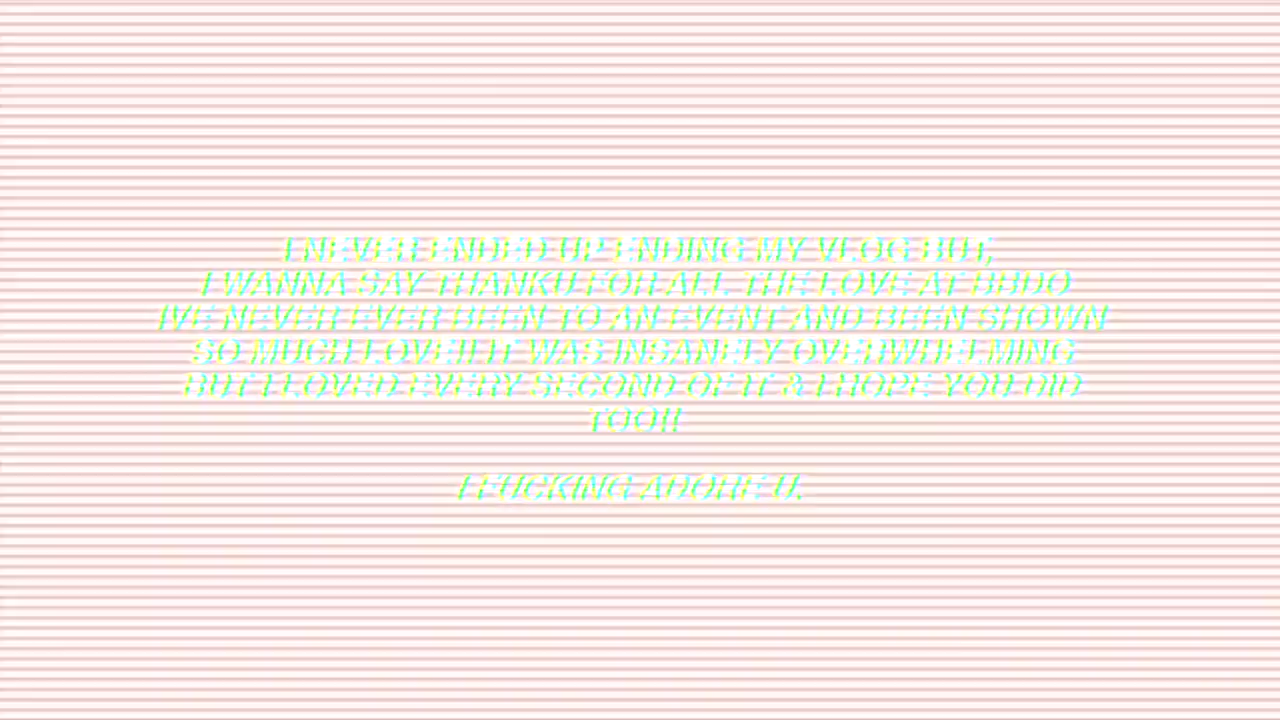 I NEVER ENDED UP ENDING MY VLOG BUT,
I WANNA SAY THANKU FOR ALL THE LOVE AT BBDO
IVE NEVER EVER BEEN TO AN EVENT AND BEEN SHOWN
SO MUCH LOVE!! IT WAS INSANELY OVERWHELMING
BUT I LOVED EVERY SECOND OF IT & I HOPE YOU DID
TOO!!
I FUCKING ADORE U.